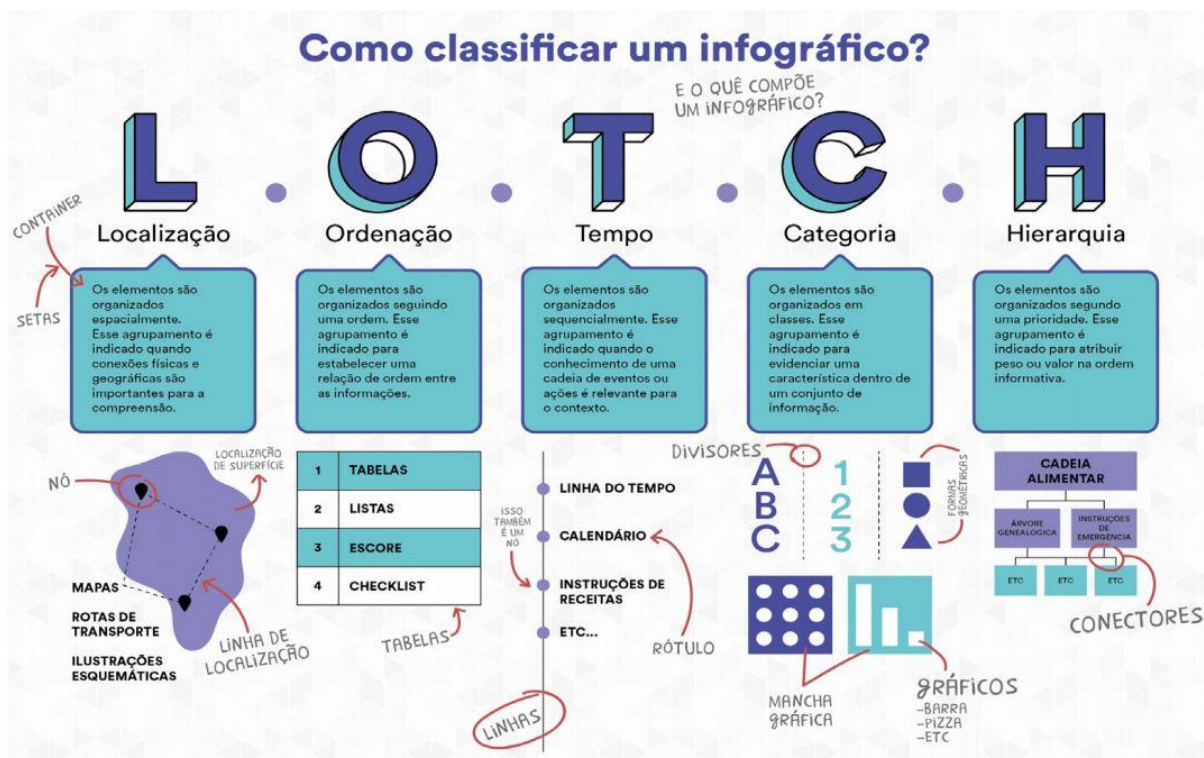 Como classificar um infográfico?
E O QUÊ COMPÕE
UM INFOGRÁFICO?
L
O
T
C
H
Localização
Ordenação
Tempo
Categoria
Hierarquia
CONTAINER
SETAS
Os elementos são
organizados
espacialmente.
Esse agrupamento é
indicado quando
conexões físicas e
geográficas são
importantes para a
compreensão.
Os elementos são
organizados seguindo
uma ordem. Esse
agrupamento é
indicado para
estabelecer uma
relação de ordem entre
as informações.
Os elementos são
organizados
sequencialmente. Esse
agrupamento é
indicado quando o
conhecimento de uma
cadeia de eventos ou
ações é relevante para
o contexto.
Os elementos são
organizados em
classes. Esse
agrupamento é
indicado para
evidenciar uma
característica dentro de
um conjunto de
informação.
Os elementos são
organizados segundo
uma prioridade. Esse
agrupamento é
indicado para atribuir
peso ou valor na ordem
informativa.
NÓ
LOCALIZAÇÃO
DE SUPERFÍCIE
MAPAS
ROTAS DE
TRANSPORTE
ILUSTRAÇÕES
ESQUEMÁTICAS
LINHA DE
LOCALIZAÇÃO
1 TABELAS
2 LISTAS
3 ESCORE
4 CHECKLIST
TABELAS
ISSO
TAMBÉM
É UM
NÓ
LINHA DO TEMPO
CALENDÁRIO
INSTRUÇÕES DE
RECEITAS
ETC...
RÓTULO
LINHAS
DIVISORES
A 1
B 2
C 3
FORMAS
GEOMÉTRICAS
MANCHA
GRÁFICA
GRÁFICOS
-BARRA
-PIZZA
-ETC
CADEIA
ALIMENTAR
ÁRVORE
GENEALOGICA
INSTRUÇÕES
DE
EMERGÊNCIA
ETC
ETC
ETC
CONECTORES